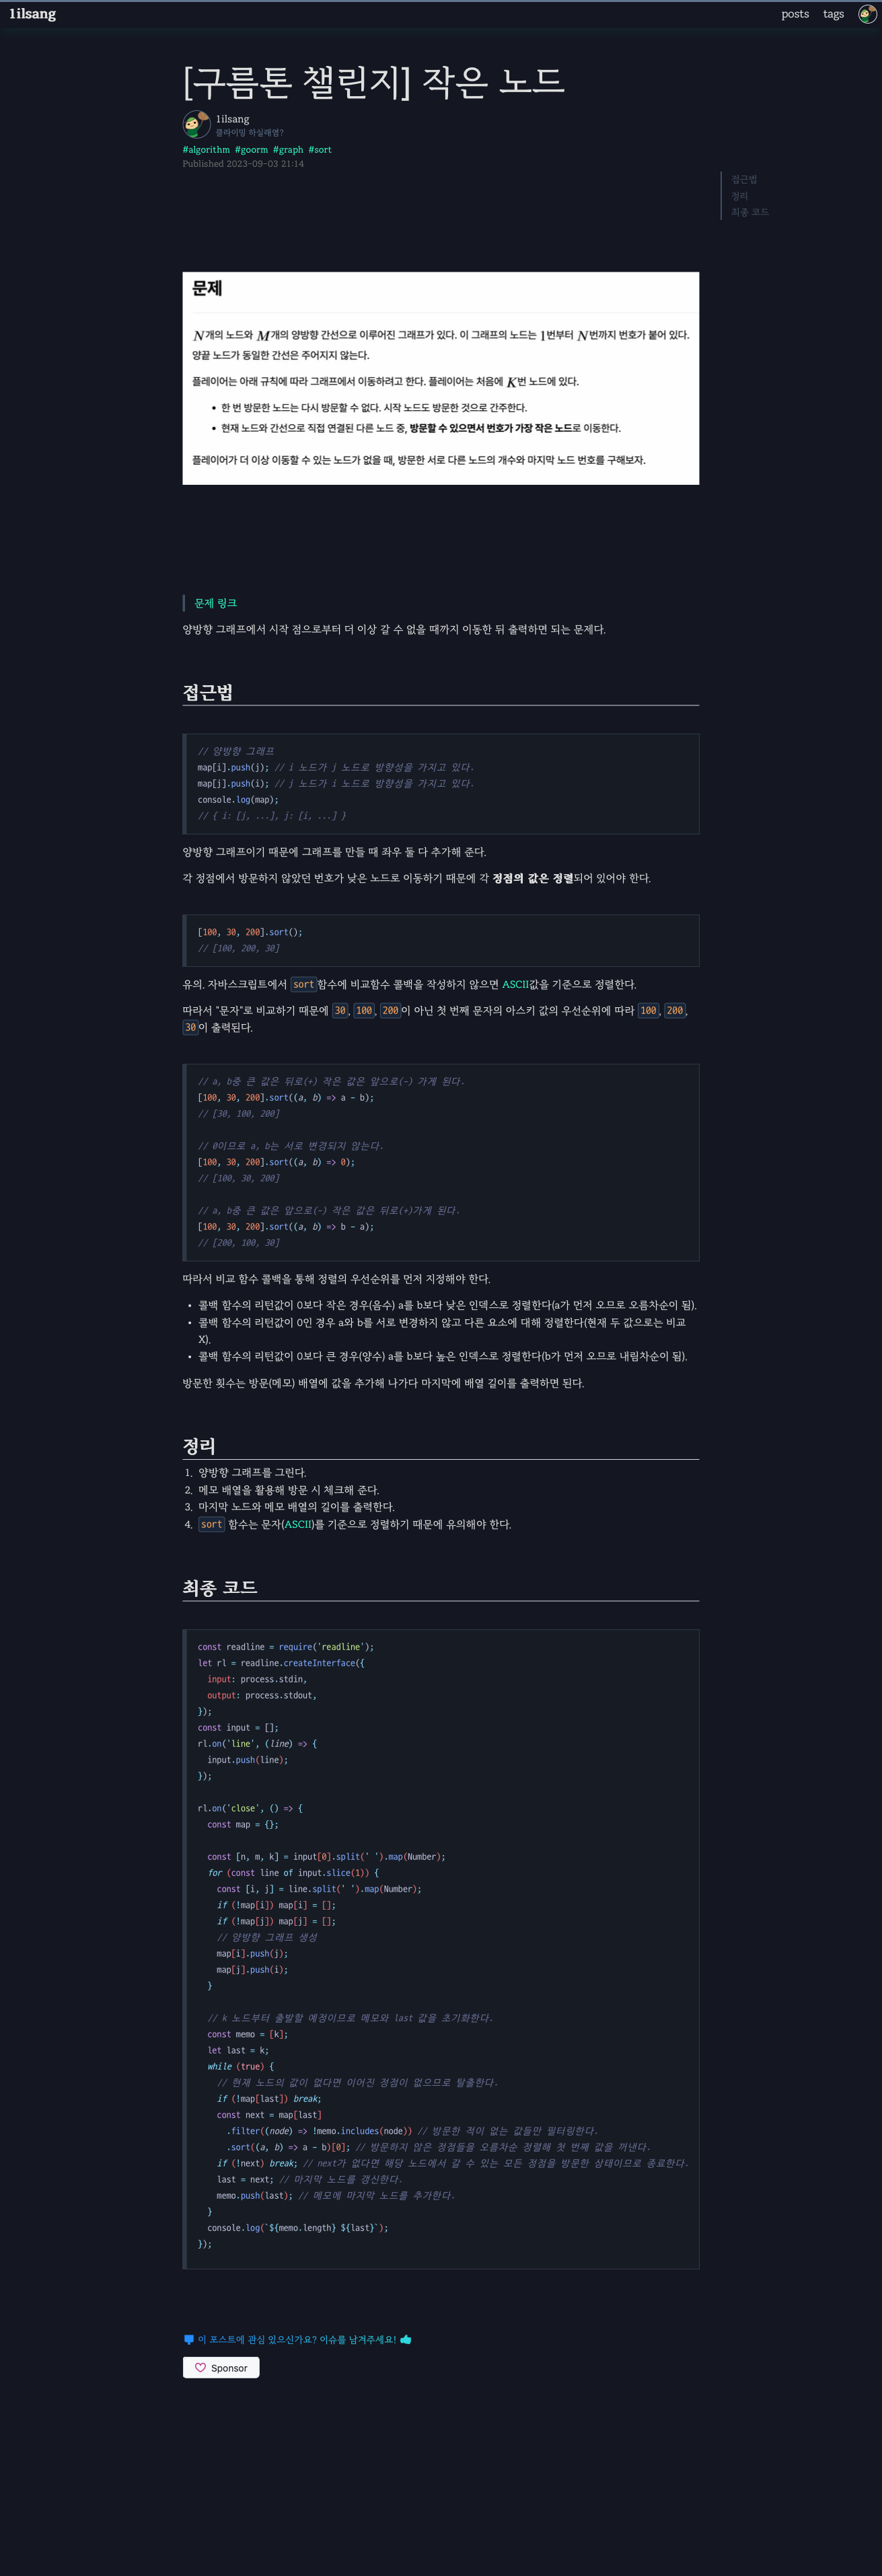 1ilsang
posts
tags
[구름톤 챌린지] 작은 노드
1ilsang
클라이밍 하실래염?
#algorithm #goorm #graph #sort
Published 2023-09-03 21:14
접근법
정리
최종 코드
문제
N개의 노드와 M개의 양방향 간선으로 이루어진 그래프가 있다. 이 그래프의 노드는 1번부터 N번까지 번호가 붙어 있다.
양끝 노드가 동일한 간선은 주어지지 않는다.
플레이어는 아래 규칙에 따라 그래프에서 이동하려고 한다. 플레이어는 처음에 K번 노드에 있다.
• 한 번 방문한 노드는 다시 방문할 수 없다. 시작 노드도 방문한 것으로 간주한다.
• 현재 노드와 간선으로 직접 연결된 다른 노드 중, 방문할 수 있으면서 번호가 가장 작은 노드로 이동한다.
플레이어가 더 이상 이동할 수 있는 노드가 없을 때, 방문한 서로 다른 노드의 개수와 마지막 노드 번호를 구해보자.
문제 링크
양방향 그래프에서 시작 점으로부터 더 이상 갈 수 없을 때까지 이동한 뒤 출력하면 되는 문제다.
접근법
// 양방향 그래프
map[i].push(j); // i 노드가 j 노드로 방향성을 가지고 있다.
map[j].push(i); // j 노드가 i 노드로 방향성을 가지고 있다.
console.log(map);
// { i: [j, ...], j: [i, ...] }
양방향 그래프이기 때문에 그래프를 만들 때 좌우 둘 다 추가해 준다.
각 정점에서 방문하지 않았던 번호가 낮은 노드로 이동하기 때문에 각 정점의 값은 정렬되어 있어야 한다.
[100, 30, 200].sort();
// [100, 200, 30]
유의. 자바스크립트에서 sort함수에 비교함수 콜백을 작성하지 않으면 ASCII값을 기준으로 정렬한다.
따라서 "문자"로 비교하기 때문에 30, 100, 200이 아닌 첫 번째 문자의 아스키 값의 우선순위에 따라 100, 200,
30이 출력된다.
// a, b중 큰 값은 뒤로(+) 작은 값은 앞으로(-) 가게 된다.
[100, 30, 200].sort((a, b) => a - b);
// [30, 100, 200]
// 0이므로 a, b는 서로 변경되지 않는다.
[100, 30, 200].sort((a, b) => 0);
// [100, 30, 200]
// a, b중 큰 값은 앞으로(-) 작은 값은 뒤로(+)가게 된다.
[100, 30, 200].sort((a, b) => b - a);
// [200, 100, 30]
따라서 비교 함수 콜백을 통해 정렬의 우선순위를 먼저 지정해야 한다.
• 콜백 함수의 리턴값이 0보다 작은 경우(음수) a를 b보다 낮은 인덱스로 정렬한다(a가 먼저 오므로 오름차순이 됨).
• 콜백 함수의 리턴값이 0인 경우 a와 b를 서로 변경하지 않고 다른 요소에 대해 정렬한다(현재 두 값으로는 비교
X).
• 콜백 함수의 리턴값이 0보다 큰 경우(양수) a를 b보다 높은 인덱스로 정렬한다(b가 먼저 오므로 내림차순이 됨).
방문한 횟수는 방문(메모) 배열에 값을 추가해 나가다 마지막에 배열 길이를 출력하면 된다.
정리
1. 양방향 그래프를 그린다.
2. 메모 배열을 활용해 방문 시 체크해 준다.
3. 마지막 노드와 메모 배열의 길이를 출력한다.
4. sort 함수는 문자(ASCII)를 기준으로 정렬하기 때문에 유의해야 한다.
최종 코드
const readline = require('readline');
let rl = readline.createInterface({
input: process.stdin,
output: process.stdout,
});
const input = [];
rl.on('line', (line) => {
input.push(line);
});
rl.on('close', () => {
const map = {};
const [n, m, k] = input[0].split(' ').map(Number);
for (const line of input.slice(1)) {
const [i, j] = line.split(' ').map(Number);
if (!map[i]) map[i] = [];
if (!map[j]) map[j] = [];
// 양방향 그래프 생성
map[i].push(j);
map[j].push(i);
}
// k 노드부터 출발할 예정이므로 메모와 last 값을 초기화한다.
const memo = [k];
let last = k;
while (true) {
// 현재 노드의 값이 없다면 이어진 정점이 없으므로 탈출한다.
if (!map[last]) break;
const next = map[last]
.filter((node) => !memo.includes(node)) // 방문한 적이 없는 값들만 필터링한다.
.sort((a, b) => a - b)[0]; // 방문하지 않은 정점들을 오름차순 정렬해 첫 번째 값을 꺼낸다.
if (!next) break; // next가 없다면 해당 노드에서 갈 수 있는 모든 정점을 방문한 상태이므로 종료한다.
last = next; // 마지막 노드를 갱신한다.
memo.push(last); // 메모에 마지막 노드를 추가한다.
}
console.log(`${memo.length} ${last}`);
});
이 포스트에 관심 있으신가요? 이슈를 남겨주세요!
Sponsor